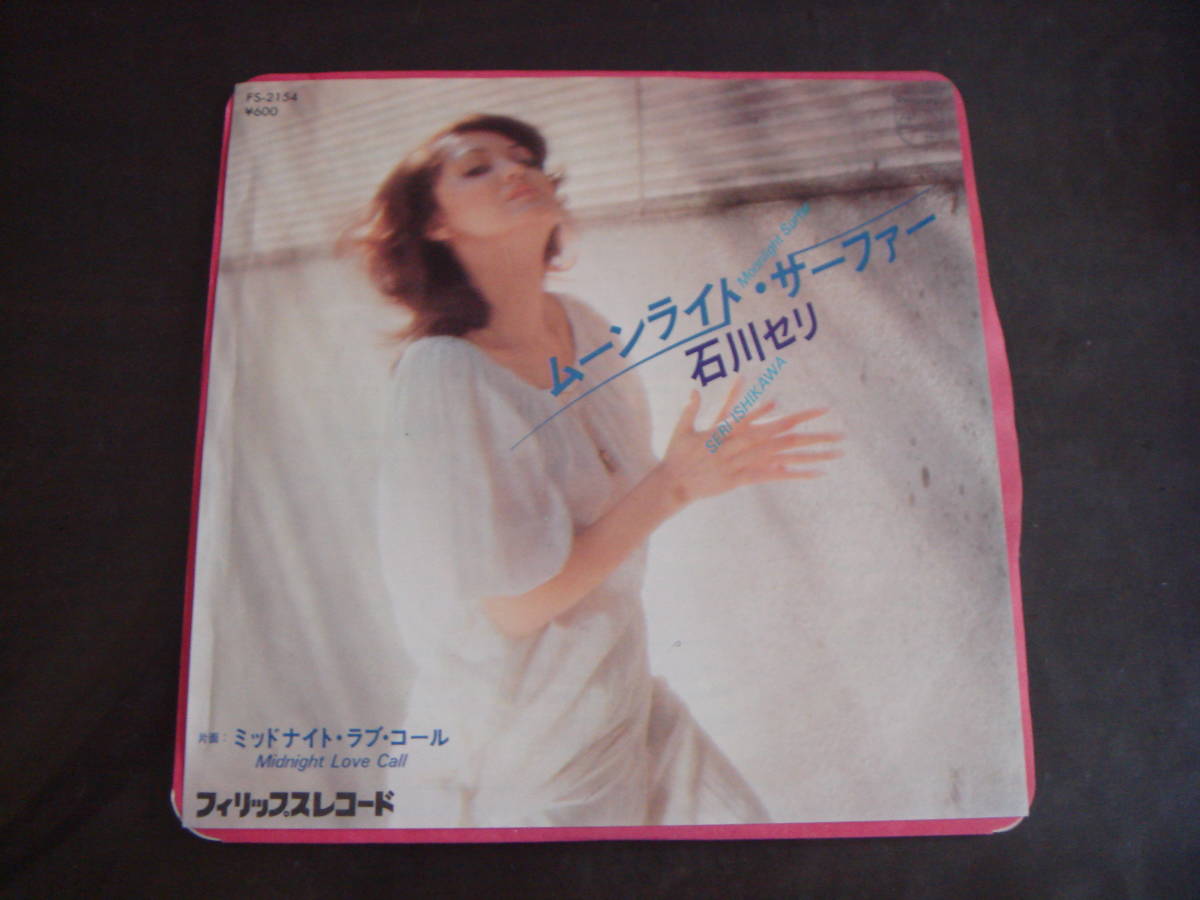 FS-2154
¥600
ムーンライト・サーファー
Moonlight Surfer
石川セリ
SERI ISHIKAWA
片面:ミッドナイト・ラブ・コール
Midnight Love Call
フィリップスレコード